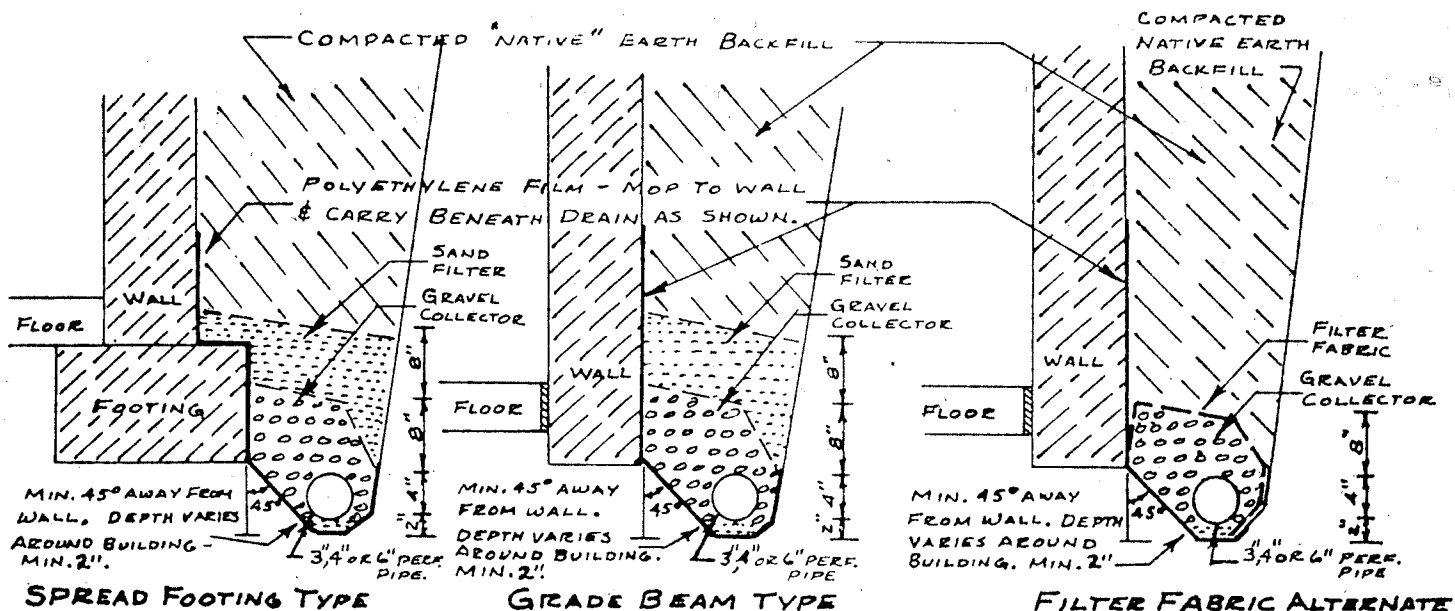 COMPACTED "NATIVE" EARTH BACKFILL
COMPACTED
NATIVE EARTH
BACKFILL
POLYETHYLENE FILM - MOP TO WALL
& CARRY BENEATH DRAIN AS SHOWN.
SAND
FILTER
GRAVEL
COLLECTOR
WALL
FLOOR
FOOTING
8"
8"
4"
2"
45°
MIN. 45° AWAY FROM
WALL. DEPTH VARIES
AROUND BUILDING -
MIN. 2".
3",4" OR 6" PERF.
PIPE
SPREAD FOOTING TYPE
SAND
FILTER
GRAVEL
COLLECTOR
WALL
FLOOR
8"
8"
4"
2"
45°
MIN. 45° AWAY
FROM WALL.
DEPTH VARIES
AROUND BUILDING.
MIN. 2".
3",4" OR 6" PERF.
PIPE
GRADE BEAM TYPE
FILTER
FABRIC
GRAVEL
COLLECTOR
WALL
FLOOR
8"
4"
2"
45°
MIN. 45° AWAY
FROM WALL. DEPTH
VARIES AROUND
BUILDING. MIN. 2"
3",4" OR 6" PERF.
PIPE
FILTER FABRIC ALTERNATE